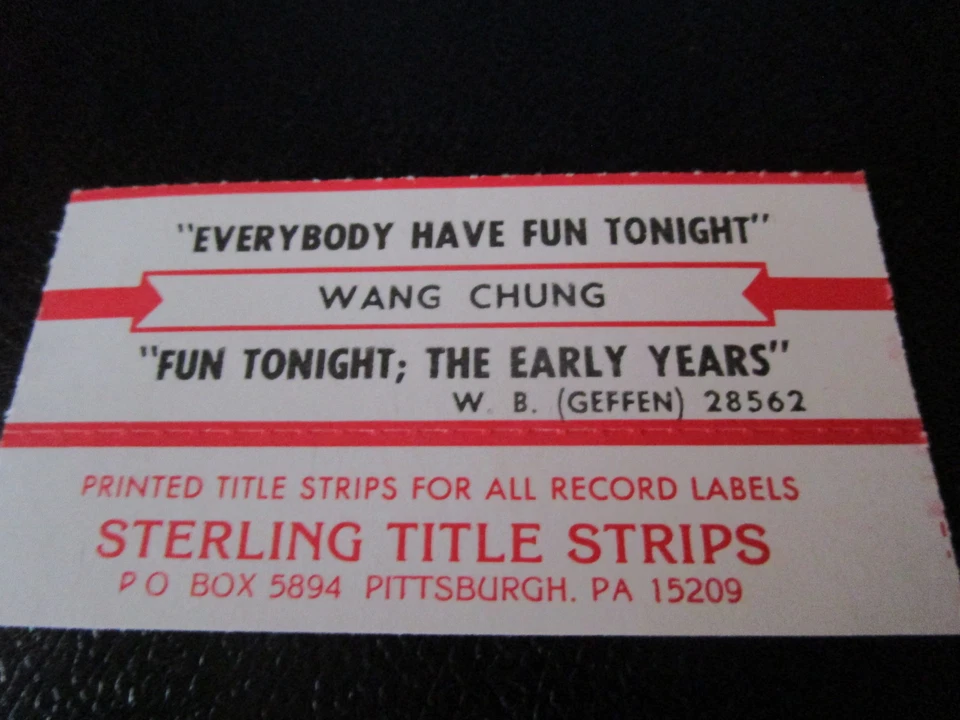 "EVERYBODY HAVE FUN TONIGHT"
WANG CHUNG
"FUN TONIGHT; THE EARLY YEARS"
W. B. (GEFFEN) 28562
PRINTED TITLE STRIPS FOR ALL RECORD LABELS
STERLING TITLE STRIPS
P O BOX 5894 PITTSBURGH. PA 15209